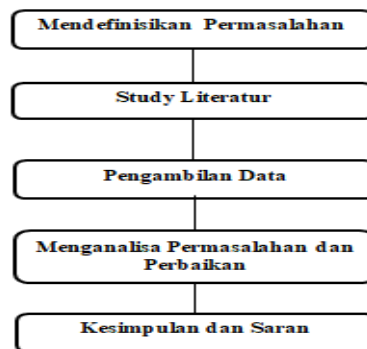 Mendefinisikan Permasalahan
Study Literatur
Pengambilan Data
Menganalisa Permasalahan dan
Perbaikan
Kesimpulan dan Saran